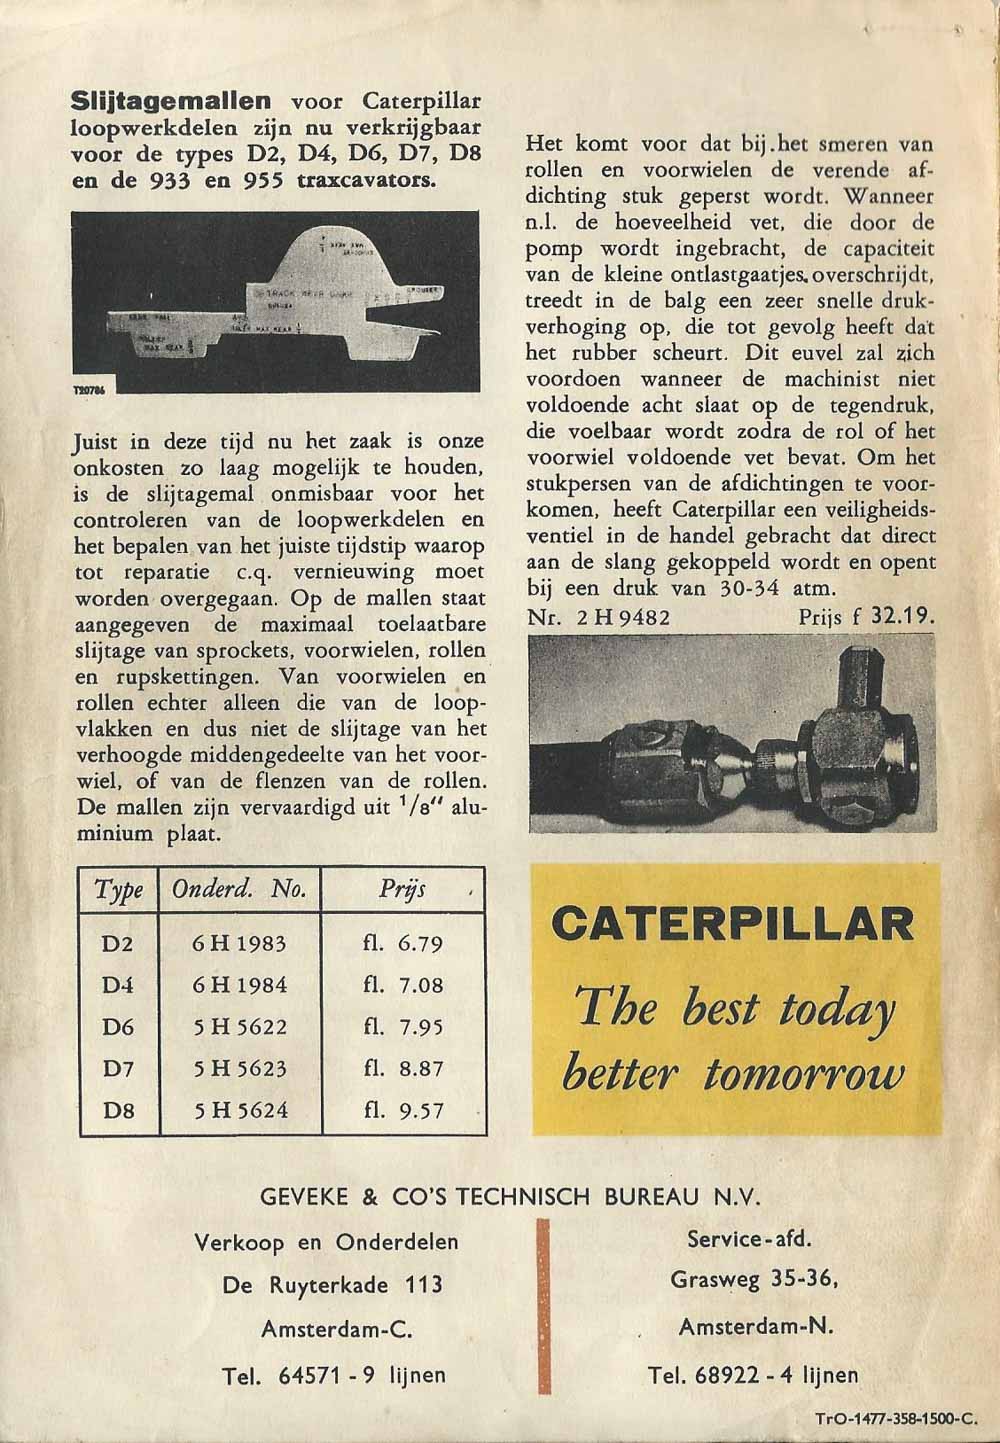 Slijtagemallen voor Caterpillar
loopwerkdelen zijn nu verkrijgbaar
voor de types D2, D4, D6, D7, D8
en de 933 en 955 traxcavators.
T20786
Juist in deze tijd nu het zaak is onze
onkosten zo laag mogelijk te houden,
is de slijtagemal onmisbaar voor het
controleren van de loopwerkdelen en
het bepalen van het juiste tijdstip waarop
tot reparatie c.q. vernieuwing moet
worden overgegaan. Op de mallen staat
aangegeven de maximaal toelaatbare
slijtage van sprockets, voorwielen, rollen
en rupskettingen. Van voorwielen en
rollen echter alleen die van de loop-
vlakken en dus niet de slijtage van het
verhoogde middengedeelte van het voor-
wiel, of van de flenzen van de rollen.
De mallen zijn vervaardigd uit 1/8" alu-
minium plaat.
Type Onderd. No. Prijs
D2 6 H 1983 fl. 6.79
D4 6 H 1984 fl. 7.08
D6 5 H 5622 fl. 7.95
D7 5 H 5623 fl. 8.87
D8 5 H 5624 fl. 9.57
Het komt voor dat bij het smeren van
rollen en voorwielen de verende af-
dichting stuk geperst wordt. Wanneer
n.l. de hoeveelheid vet, die door de
pomp wordt ingebracht, de capaciteit
van de kleine ontlastgaatjes overschrijdt,
treedt in de balg een zeer snelle druk-
verhoging op, die tot gevolg heeft dat
het rubber scheurt. Dit euvel zal zich
voordoen wanneer de machinist niet
voldoende acht slaat op de tegendruk,
die voelbaar wordt zodra de rol of het
voorwiel voldoende vet bevat. Om het
stukpersen van de afdichtingen te voor-
komen, heeft Caterpillar een veiligheids-
ventiel in de handel gebracht dat direct
aan de slang gekoppeld wordt en opent
bij een druk van 30-34 atm.
Nr. 2 H 9482 Prijs f 32.19.
CATERPILLAR
The best today
better tomorrow
GEVEKE & CO'S TECHNISCH BUREAU N.V.
Verkoop en Onderdelen
De Ruyterkade 113
Amsterdam-C.
Tel. 64571 - 9 lijnen
Service-afd.
Grasweg 35-36,
Amsterdam-N.
Tel. 68922 - 4 lijnen
TrO-1477-358-1500-C.